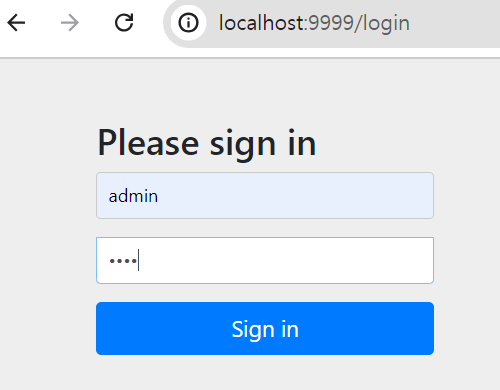 localhost:9999/login
Please sign in
admin
••••
Sign in